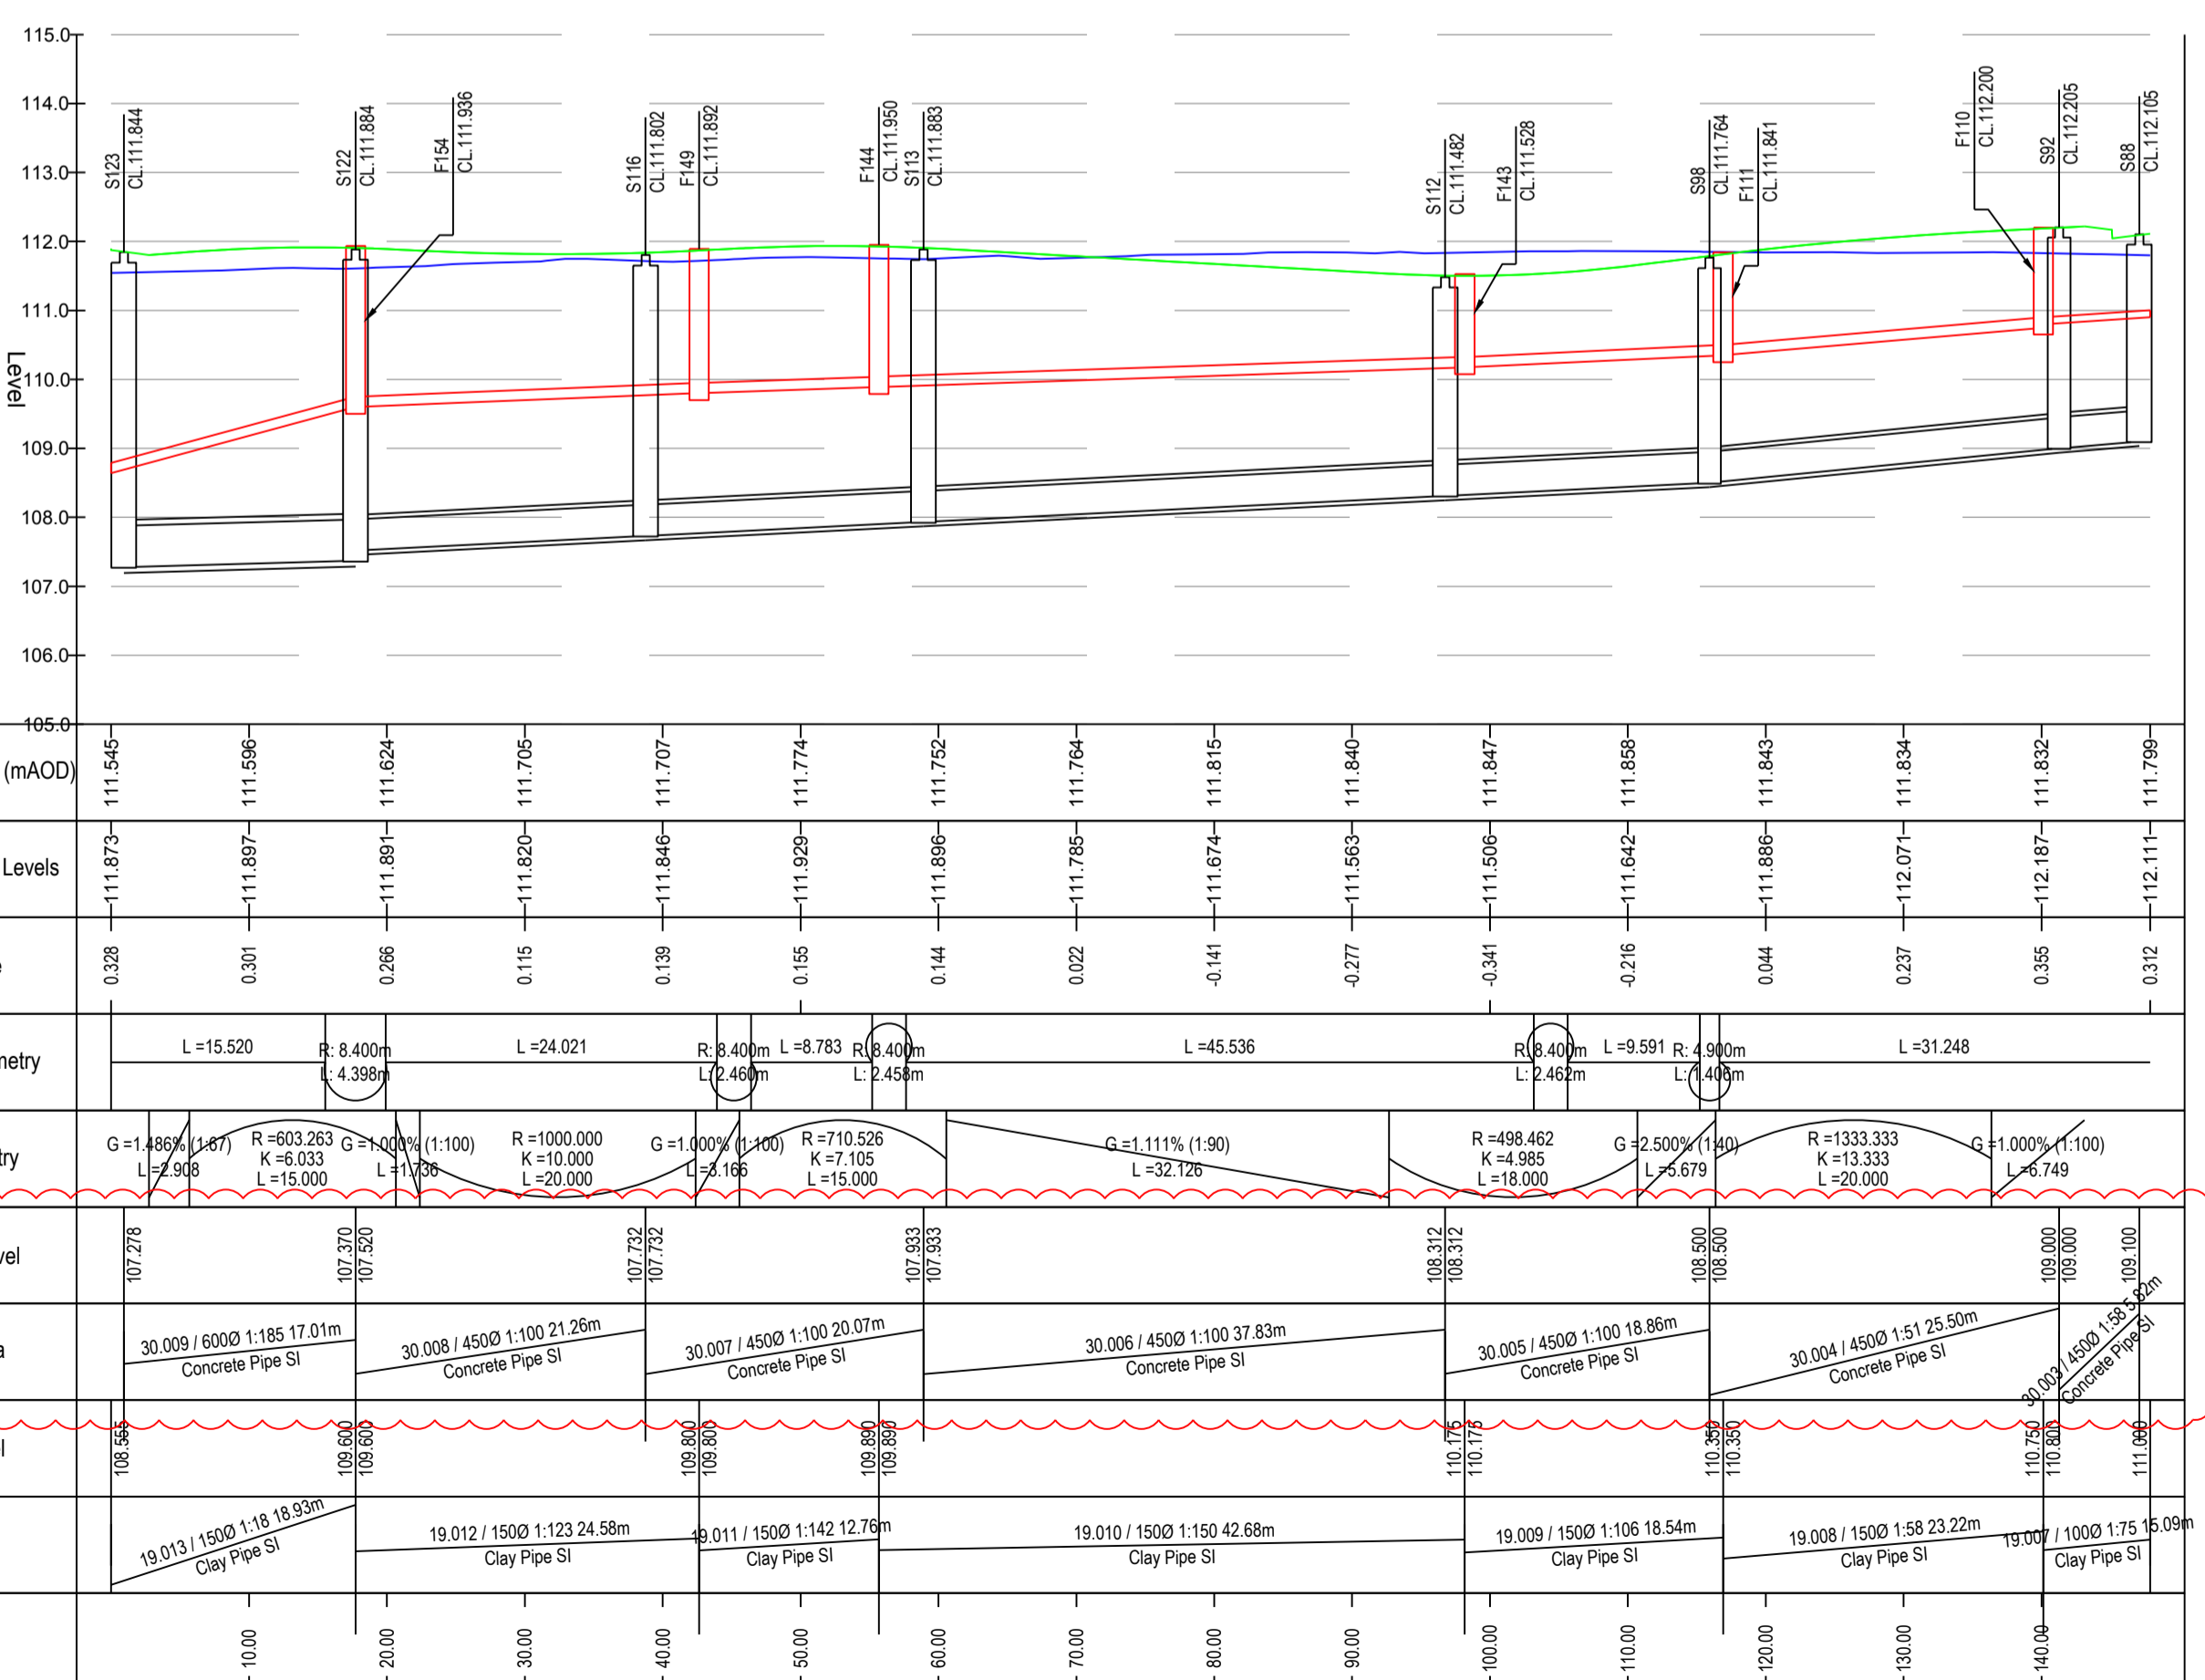 115.0
114.0
113.0
112.0
111.0
110.0
109.0
108.0
107.0
106.0
105.0
Level
S123
CL.111.844
S122
CL.111.884
F154
CL.111.936
S116
CL.111.802
F149
CL.111.892
F144
CL.111.950
S113
CL.111.883
S112
CL.111.482
F143
CL.111.528
S98
CL.111.764
F111
CL.111.841
F110
CL.112.200
S92
CL.112.205
S88
CL.112.105
(mAOD)
111.545 111.596 111.624 111.705 111.707 111.774 111.752 111.764 111.815 111.840 111.847 111.858 111.843 111.834 111.832 111.799
Levels
111.873 111.897 111.891 111.820 111.846 111.929 111.896 111.785 111.674 111.563 111.506 111.642 111.886 112.071 112.187 112.111
e
0.328 0.301 0.266 0.115 0.139 0.155 0.144 0.022 -0.141 -0.277 -0.341 -0.216 0.044 0.237 0.355 0.312
metry
L =15.520
R: 8.400m
L: 4.398m
L =24.021
R: 8.400m
L: 2.460m
L =8.783
R: 8.400m
L: 2.458m
L =45.536
R: 8.400m
L: 2.462m
L =9.591
R: 4.900m
L: 1.406m
L =31.248
try
G =1.486% (1:67)
L =2.908
R =603.263
K =6.033
L =15.000
G =1.000% (1:100)
L =1.736
R =1000.000
K =10.000
L =20.000
G =1.000% (1:100)
L =3.166
R =710.526
K =7.105
L =15.000
G =1.111% (1:90)
L =32.126
R =498.462
K =4.985
L =18.000
G =2.500% (1:40)
L =5.679
R =1333.333
K =13.333
L =20.000
G =1.000% (1:100)
L =6.749
vel
107.278 107.370 107.520 107.732 107.732 107.933 107.933 108.312 108.312 108.500 108.500 109.000 109.000 109.100
a
30.009 / 600Ø 1:185 17.01m
Concrete Pipe SI
30.008 / 450Ø 1:100 21.26m
Concrete Pipe SI
30.007 / 450Ø 1:100 20.07m
Concrete Pipe SI
30.006 / 450Ø 1:100 37.83m
Concrete Pipe SI
30.005 / 450Ø 1:100 18.86m
Concrete Pipe SI
30.004 / 450Ø 1:51 25.50m
Concrete Pipe SI
30.003 / 450Ø 1:58 5.82m
Concrete Pipe SI
l
109.600 109.600 109.800 109.800 109.890 109.890 110.175 110.175 110.350 110.350 110.750 110.800 111.000
19.013 / 150Ø 1:18 18.93m
Clay Pipe SI
19.012 / 150Ø 1:123 24.58m
Clay Pipe SI
19.011 / 150Ø 1:142 12.76m
Clay Pipe SI
19.010 / 150Ø 1:150 42.68m
Clay Pipe SI
19.009 / 150Ø 1:106 18.54m
Clay Pipe SI
19.008 / 150Ø 1:58 23.22m
Clay Pipe SI
19.007 / 100Ø 1:75 15.09m
Clay Pipe SI
10.00 20.00 30.00 40.00 50.00 60.00 70.00 80.00 90.00 100.00 110.00 120.00 130.00 140.00